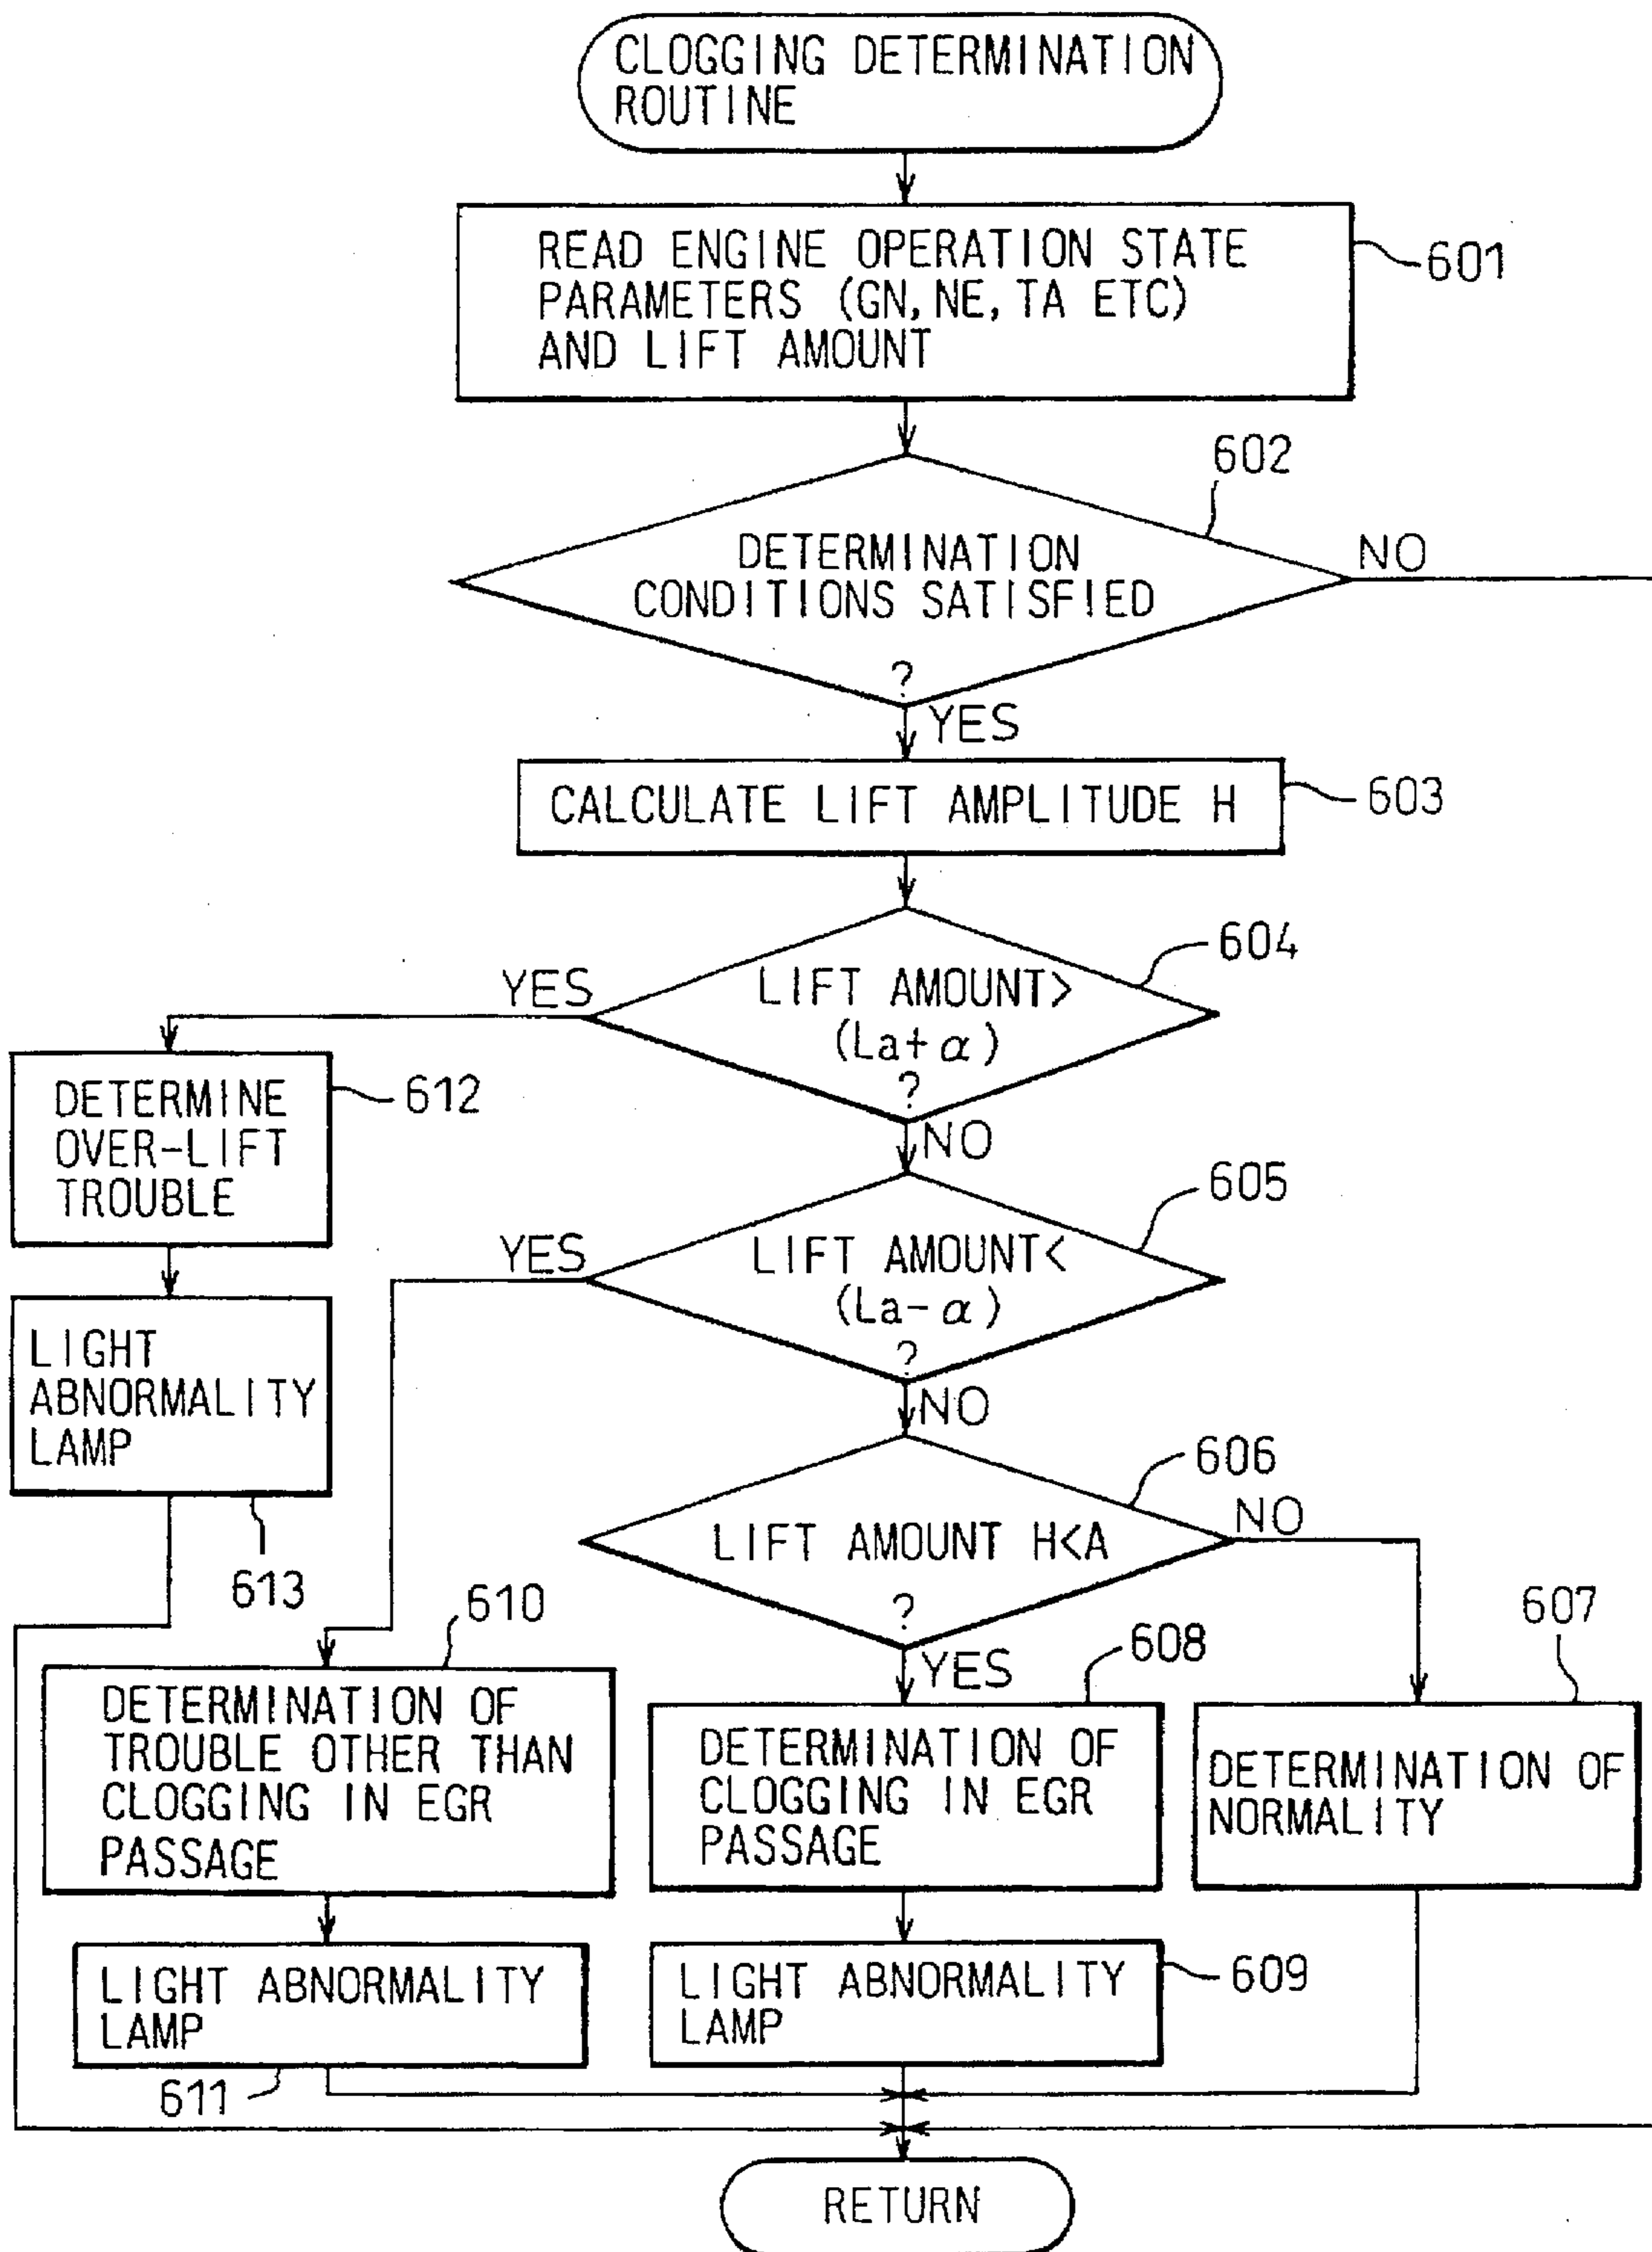 CLOGGING DETERMINATION
ROUTINE
READ ENGINE OPERATION STATE
PARAMETERS (GN, NE, TA ETC)
AND LIFT AMOUNT
601
602
DETERMINATION
CONDITIONS SATISFIED
?
NO
YES
CALCULATE LIFT AMPLITUDE H
603
604
YES
LIFT AMOUNT>
(La+α)
?
NO
DETERMINE
OVER-LIFT
TROUBLE
612
605
YES
LIFT AMOUNT<
(La-α)
?
NO
LIGHT
ABNORMALITY
LAMP
613
606
LIFT AMOUNT H<A
?
NO
YES
610
608
607
DETERMINATION OF
TROUBLE OTHER THAN
CLOGGING IN EGR
PASSAGE
DETERMINATION OF
CLOGGING IN EGR
PASSAGE
DETERMINATION OF
NORMALITY
LIGHT ABNORMALITY
LAMP
611
LIGHT ABNORMALITY
LAMP
609
RETURN